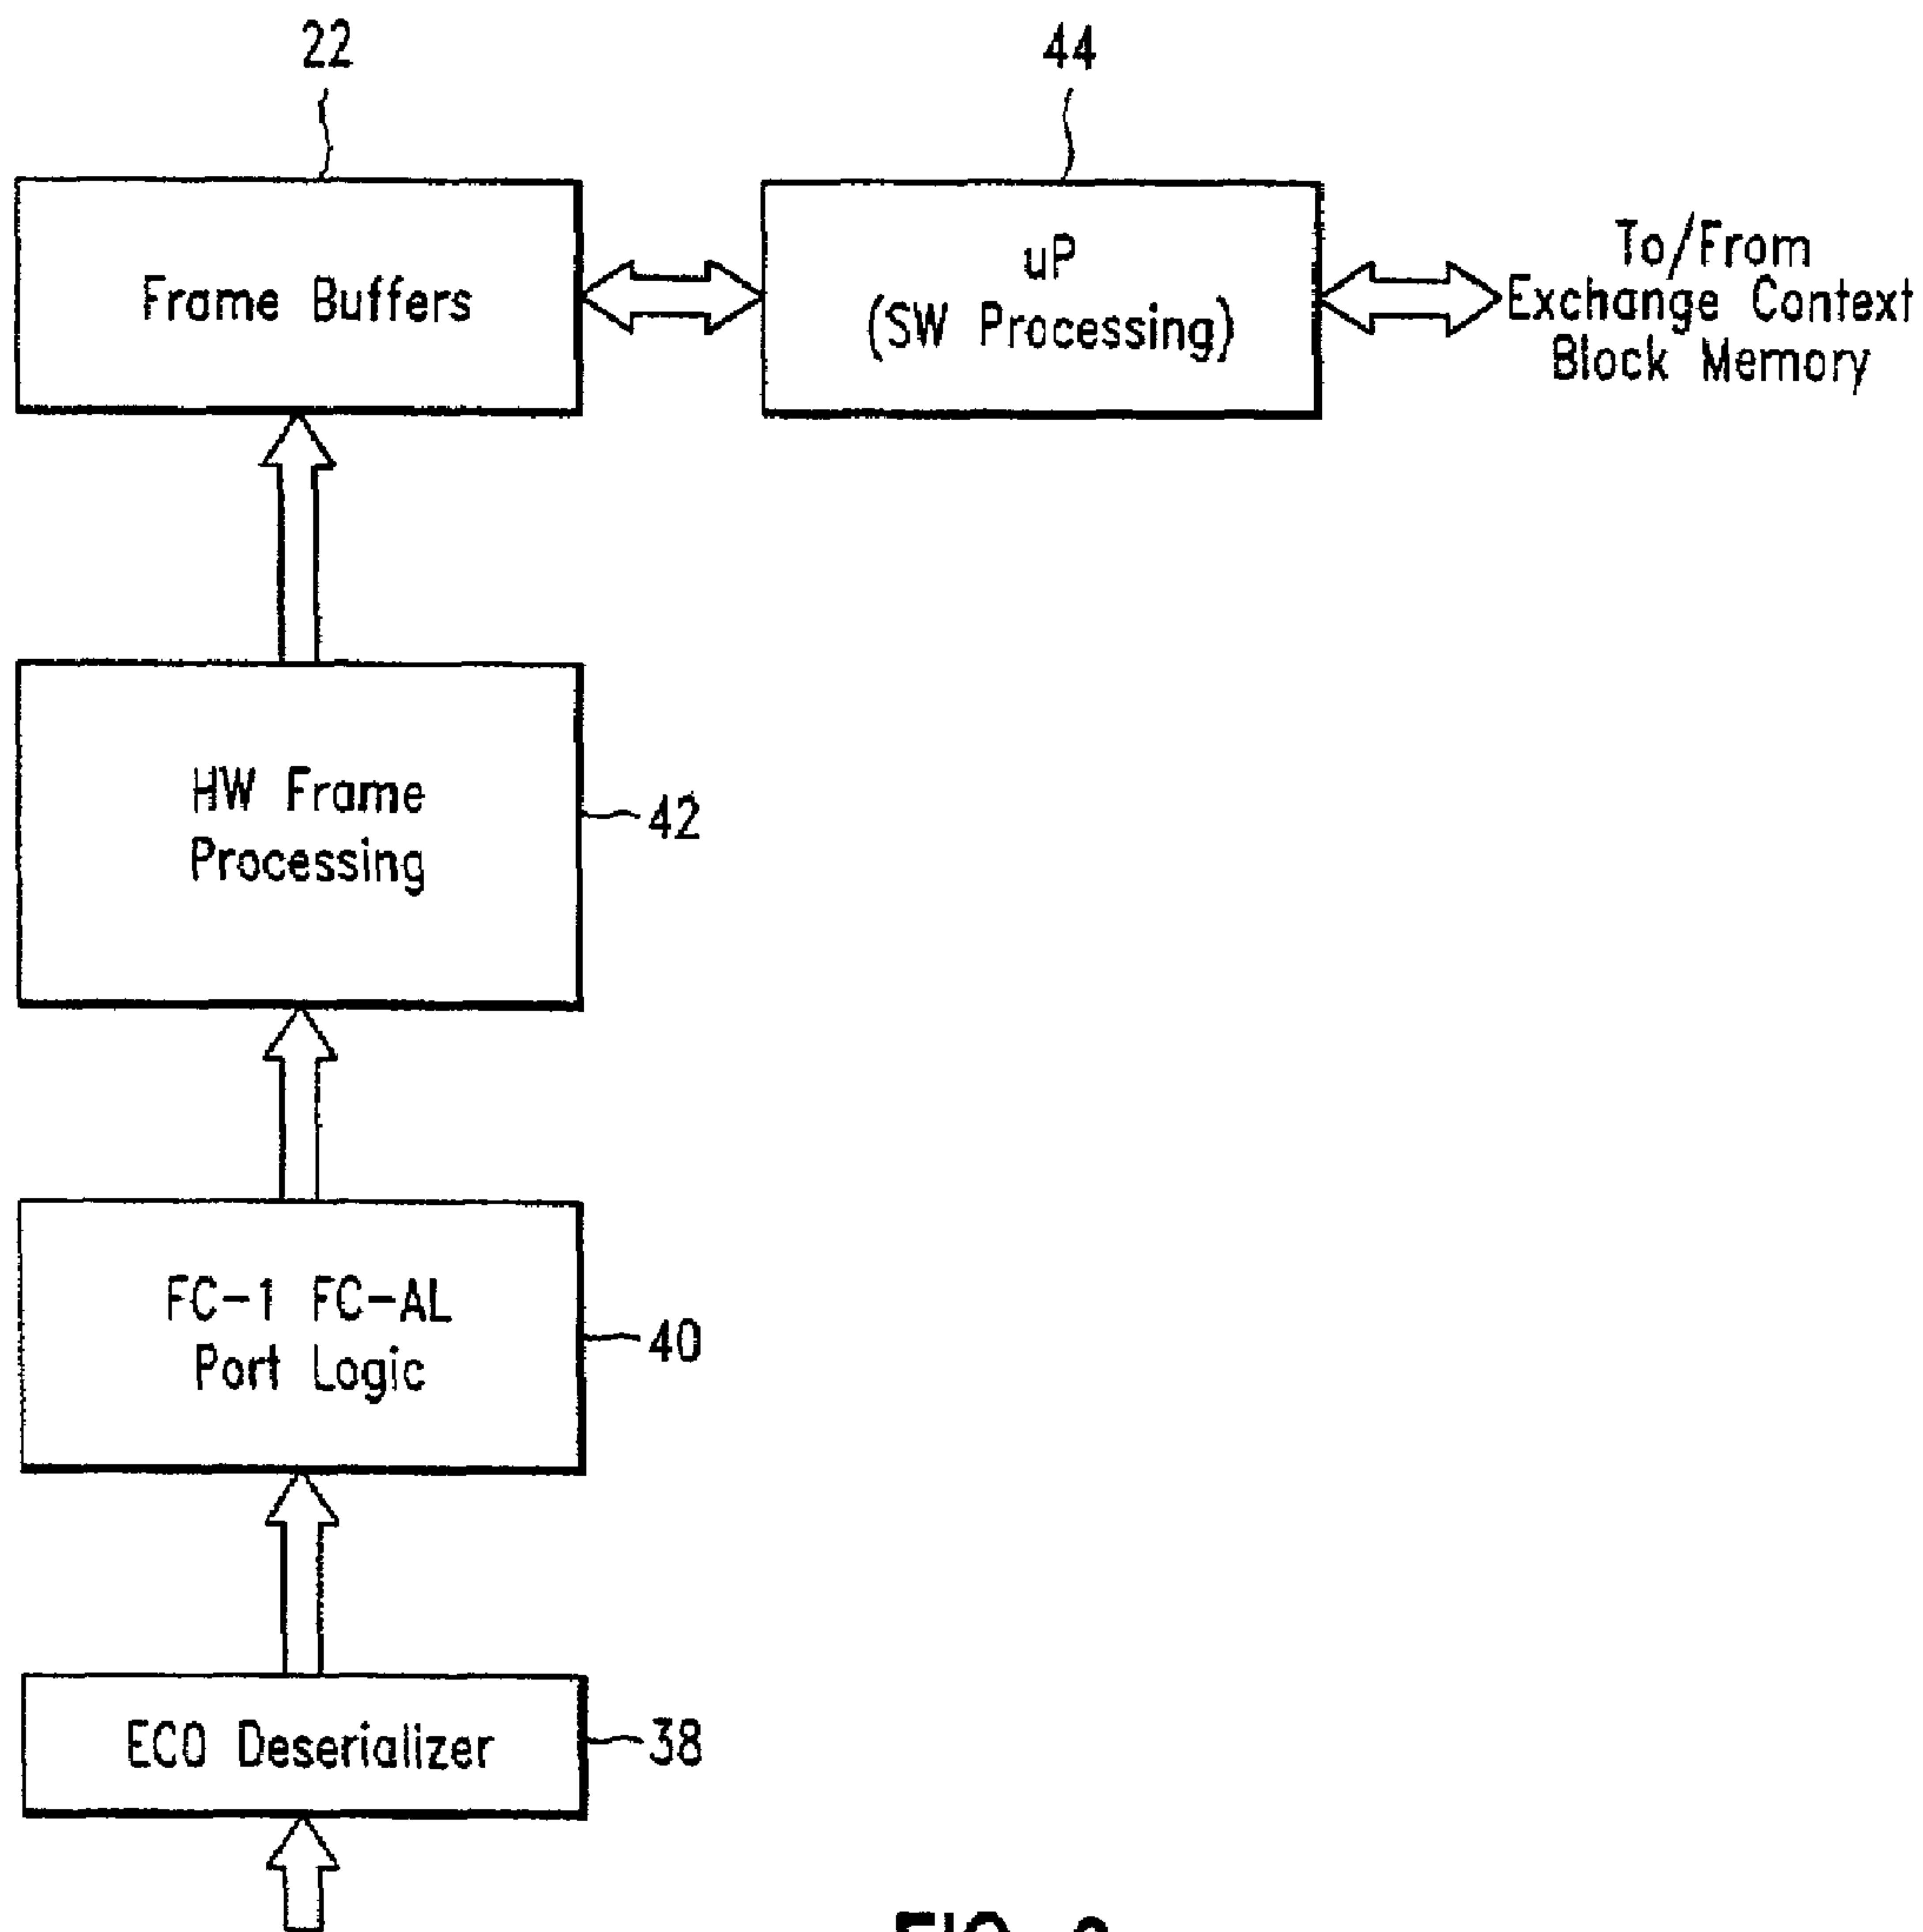 22
44
Frame Buffers
uP
(SW Processing)
To/From
Exchange Context
Block Memory
HW Frame
Processing
42
FC-1 FC-AL
Port Logic
40
ECO Deserializer
38